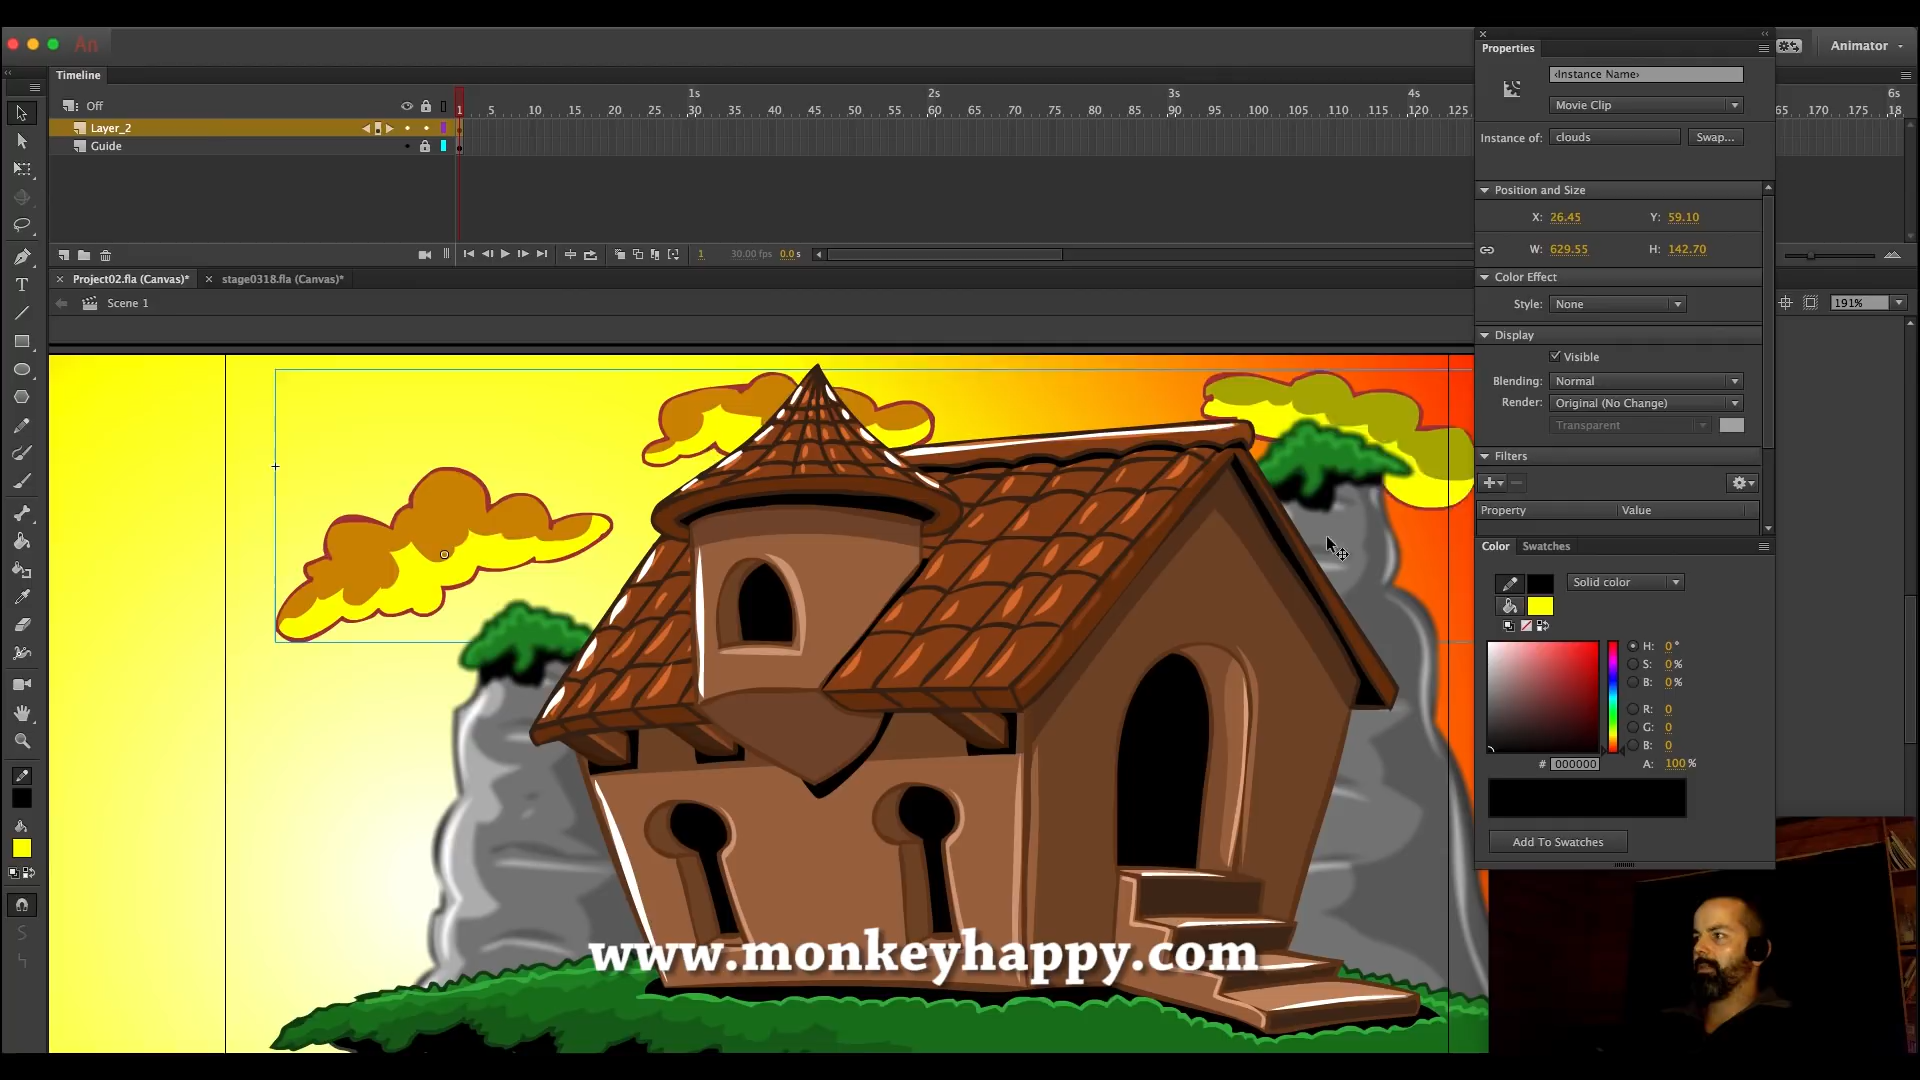 An
Properties
Animator
Timeline
‹Instance Name›
Movie Clip
Off
1s 2s 3s 4s 6s
1 5 10 15 20 25 30 35 40 45 50 55 60 65 70 75 80 85 90 95 100 105 110 115 120 125 65 170 175 18
Layer_2
Guide
Instance of: clouds Swap...
Position and Size
X: 26.45 Y: 59.10
W: 629.55 H: 142.70
1 30.00 fps 0.0 s
Project02.fla (Canvas)* stage0318.fla (Canvas)*
Scene 1
191%
Color Effect
Style: None
Display
Visible
Blending: Normal
Render: Original (No Change)
Transparent
Filters
Property Value
Color Swatches
Solid color
H: 0 °
S: 0 %
B: 0 %
R: 0
G: 0
B: 0
# 000000 A: 100 %
Add To Swatches
www.monkeyhappy.com